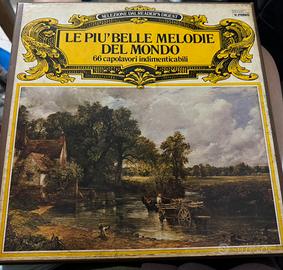 SELEZIONE DAL READER'S DIGEST
LE PIU' BELLE MELODIE
DEL MONDO
66 capolavori indimenticabili